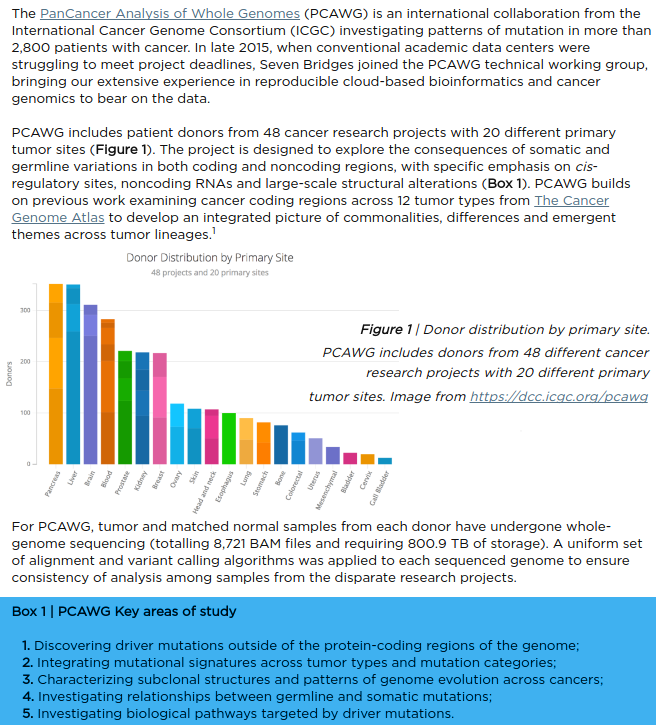 The PanCancer Analysis of Whole Genomes (PCAWG) is an international collaboration from the
International Cancer Genome Consortium (ICGC) investigating patterns of mutation in more than
2,800 patients with cancer. In late 2015, when conventional academic data centers were
struggling to meet project deadlines, Seven Bridges joined the PCAWG technical working group,
bringing our extensive experience in reproducible cloud-based bioinformatics and cancer
genomics to bear on the data.
PCAWG includes patient donors from 48 cancer research projects with 20 different primary
tumor sites (Figure 1). The project is designed to explore the consequences of somatic and
germline variations in both coding and noncoding regions, with specific emphasis on cis-
regulatory sites, noncoding RNAs and large-scale structural alterations (Box 1). PCAWG builds
on previous work examining cancer coding regions across 12 tumor types from The Cancer
Genome Atlas to develop an integrated picture of commonalities, differences and emergent
themes across tumor lineages.1
Donor Distribution by Primary Site
48 projects and 20 primary sites
Donors
300
200
100
0
Pancreas
Liver
Brain
Blood
Prostate
Kidney
Breast
Ovary
Skin
Head and neck
Esophagus
Lung
Stomach
Bone
Colorectal
Uterus
Mesenchymal
Bladder
Cervix
Gall Bladder
Figure 1 | Donor distribution by primary site.
PCAWG includes donors from 48 different cancer
research projects with 20 different primary
tumor sites. Image from https://dcc.icgc.org/pcawg
For PCAWG, tumor and matched normal samples from each donor have undergone whole-
genome sequencing (totalling 8,721 BAM files and requiring 800.9 TB of storage). A uniform set
of alignment and variant calling algorithms was applied to each sequenced genome to ensure
consistency of analysis among samples from the disparate research projects.
Box 1 | PCAWG Key areas of study
1. Discovering driver mutations outside of the protein-coding regions of the genome;
2. Integrating mutational signatures across tumor types and mutation categories;
3. Characterizing subclonal structures and patterns of genome evolution across cancers;
4. Investigating relationships between germline and somatic mutations;
5. Investigating biological pathways targeted by driver mutations.